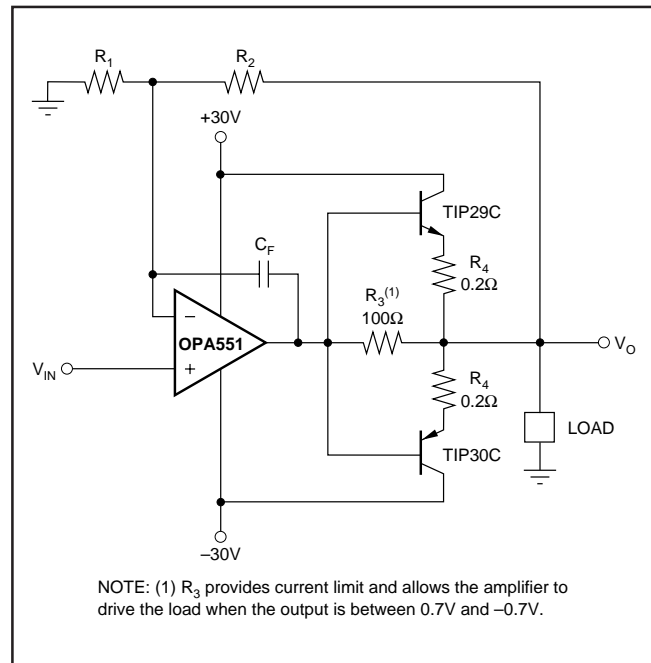 R1
R2
+30V
TIP29C
CF
R4
0.2Ω
R3(1)
100Ω
–
OPA551
+
VIN
VO
R4
0.2Ω
LOAD
TIP30C
–30V
NOTE: (1) R3 provides current limit and allows the amplifier to
drive the load when the output is between 0.7V and –0.7V.